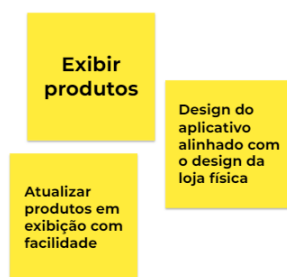 Exibir
produtos
Design do
aplicativo
alinhado com
o design da
loja física
Atualizar
produtos em
exibição com
facilidade